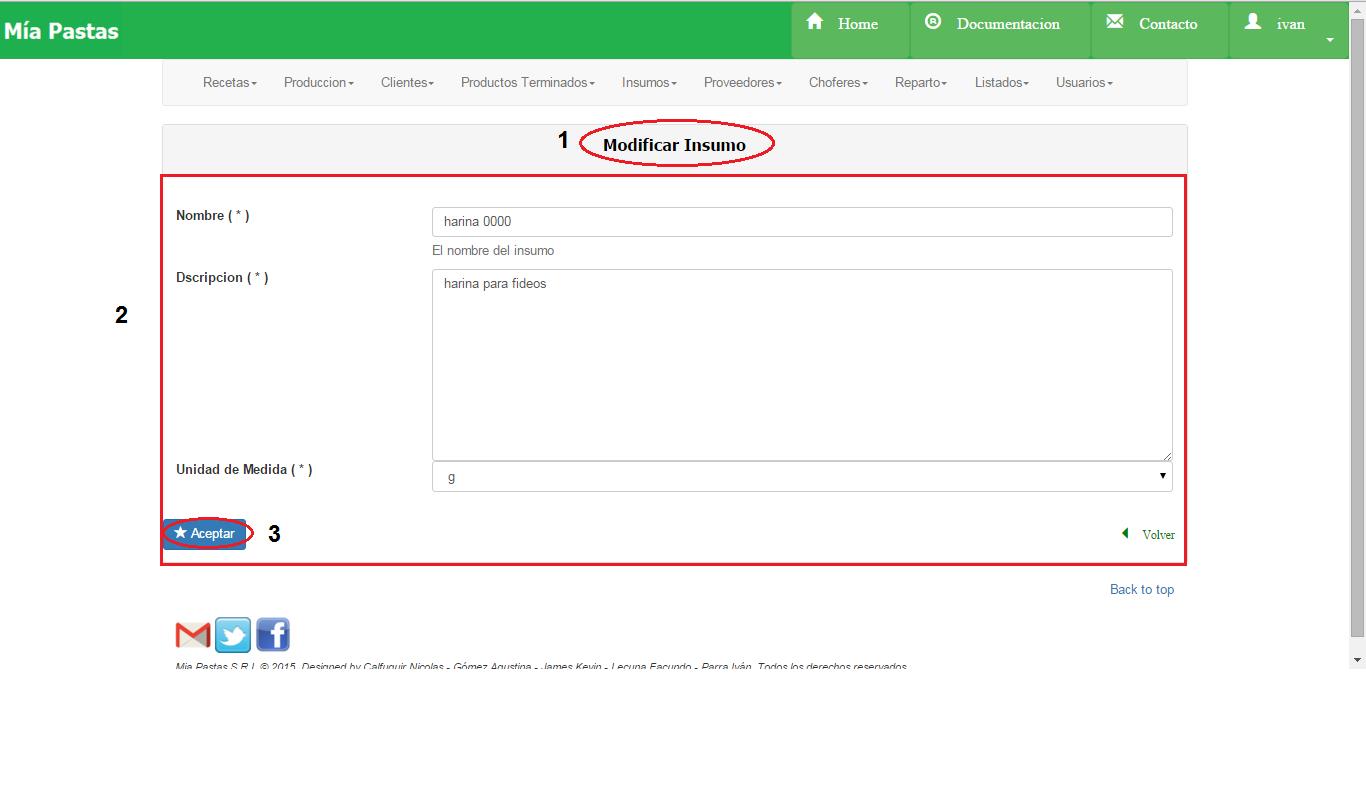 Mía Pastas
Home
Documentacion
Contacto
ivan
Recetas Produccion Clientes Productos Terminados Insumos Proveedores Choferes Reparto Listados Usuarios
1 Modificar Insumo
Nombre ( * ) harina 0000
El nombre del insumo
Dscripcion ( * ) harina para fideos
2
Unidad de Medida ( * ) g
Aceptar 3 Volver
Back to top
Mia Pastas S.R.L © 2015. Designed by Calfuquir Nicolas - Gómez Agustina - James Kevin - Lecuna Facundo - Parra Iván. Todos los derechos reservados